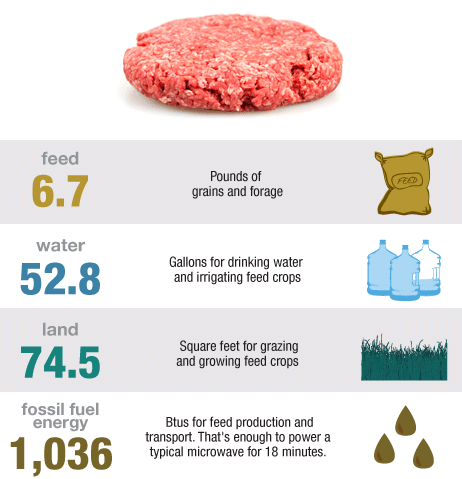 feed
6.7
Pounds of
grains and forage
FEED
water
52.8
Gallons for drinking water
and irrigating feed crops
land
74.5
Square feet for grazing
and growing feed crops
fossil fuel
energy
1,036
Btus for feed production and
transport. That's enough to power a
typical microwave for 18 minutes.